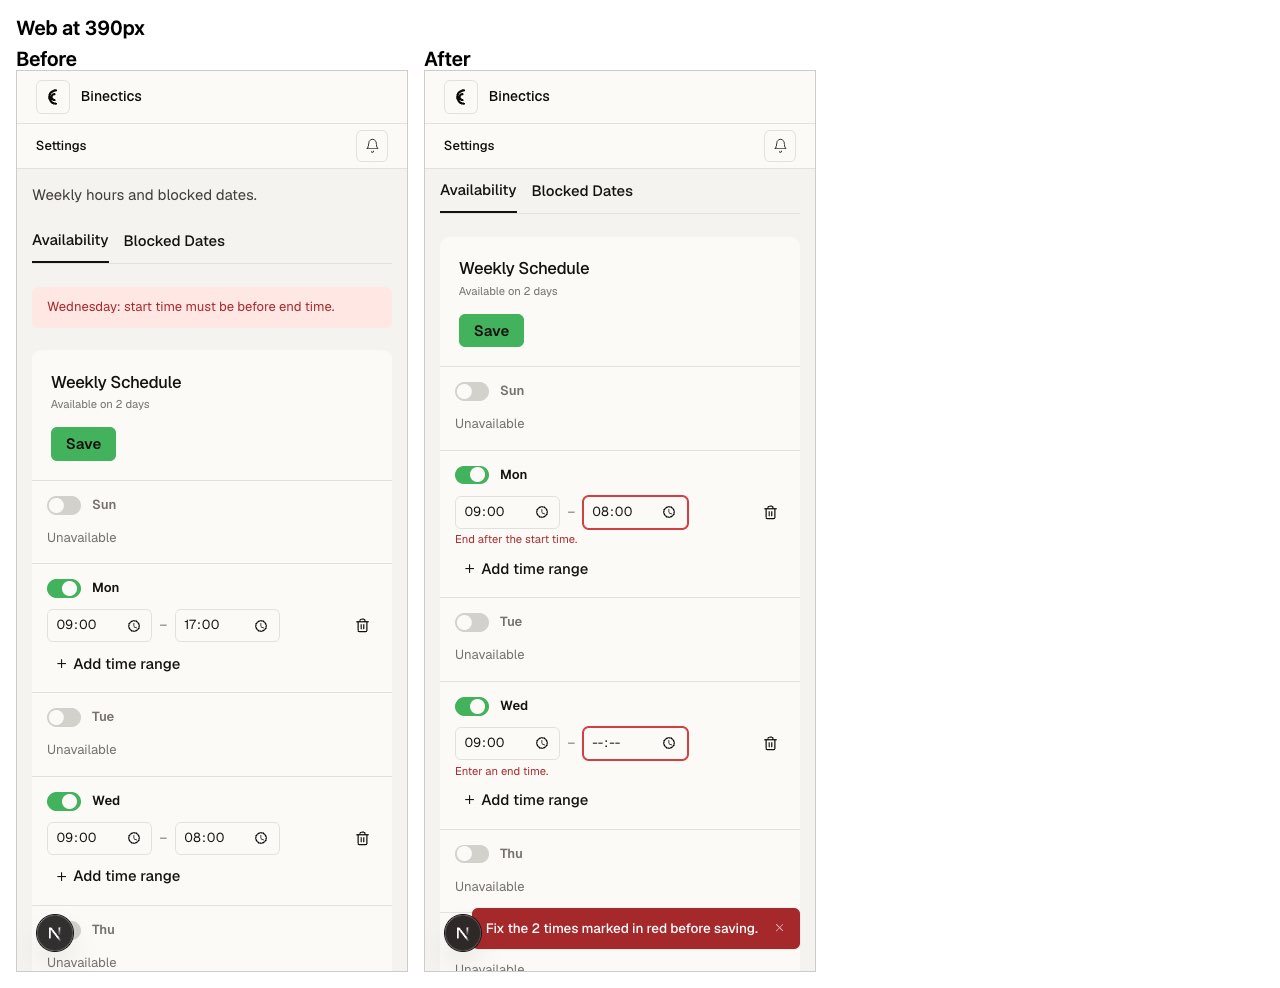 Web at 390px
Before
Binectics
Settings
Weekly hours and blocked dates.
Availability Blocked Dates
Wednesday: start time must be before end time.
Weekly Schedule
Available on 2 days
Save
Sun
Unavailable
Mon
09:00 – 17:00
+ Add time range
Tue
Unavailable
Wed
09:00 – 08:00
+ Add time range
N Thu
Unavailable
After
Binectics
Settings
Availability Blocked Dates
Weekly Schedule
Available on 2 days
Save
Sun
Unavailable
Mon
09:00 – 08:00
End after the start time.
+ Add time range
Tue
Unavailable
Wed
09:00 – --:--
Enter an end time.
+ Add time range
Thu
Unavailable
N Fix the 2 times marked in red before saving. ×
Unavailable